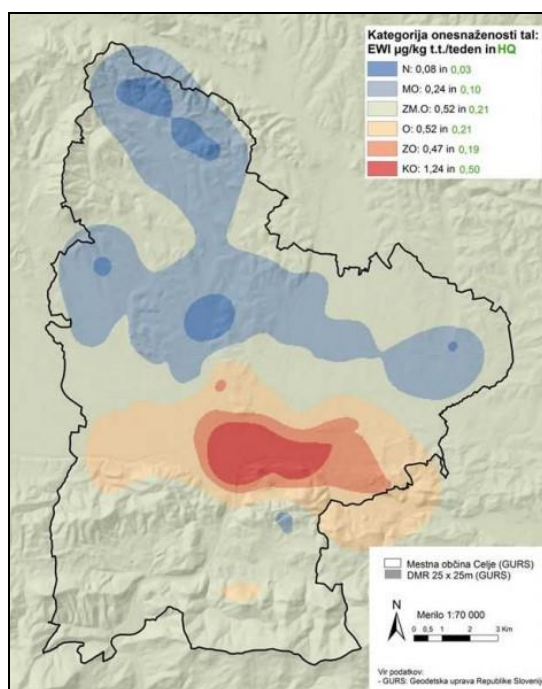 Kategorija onesnaženosti tal:
EWI µg/kg t.t./teden in HQ
N: 0,08 in 0,03
MO: 0,24 in 0,10
ZM.O: 0,52 in 0,21
O: 0,52 in 0,21
ZO: 0,47 in 0,19
KO: 1,24 in 0,50
Mestna občina Celje (GURS)
DMR 25 x 25m (GURS)
N
Merilo 1:70 000
0 0,5 1 2 3 Km
Vir podatkov:
- GURS: Geodetska uprava Republike Slovenije